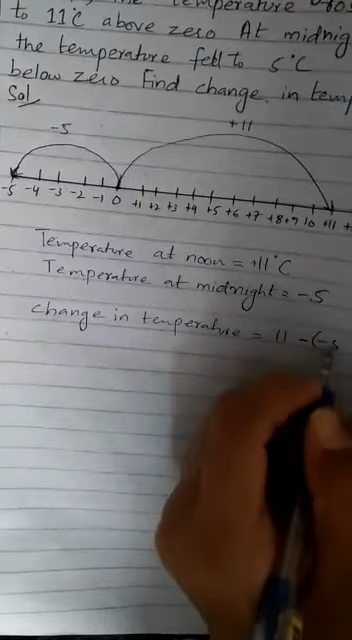 temperature
to 11°C above zero At midnig
the temperature fell to 5°C
below zero Find change in temp
Sol
-5 +11
-5 -4 -3 -2 -1 0 +1 +2 +3 +4 +5 +6 +7 +8 +9 10 +11
Temperature at noon = +11°C
Temperature at midnight = -5
change in temperature = 11 -(-5